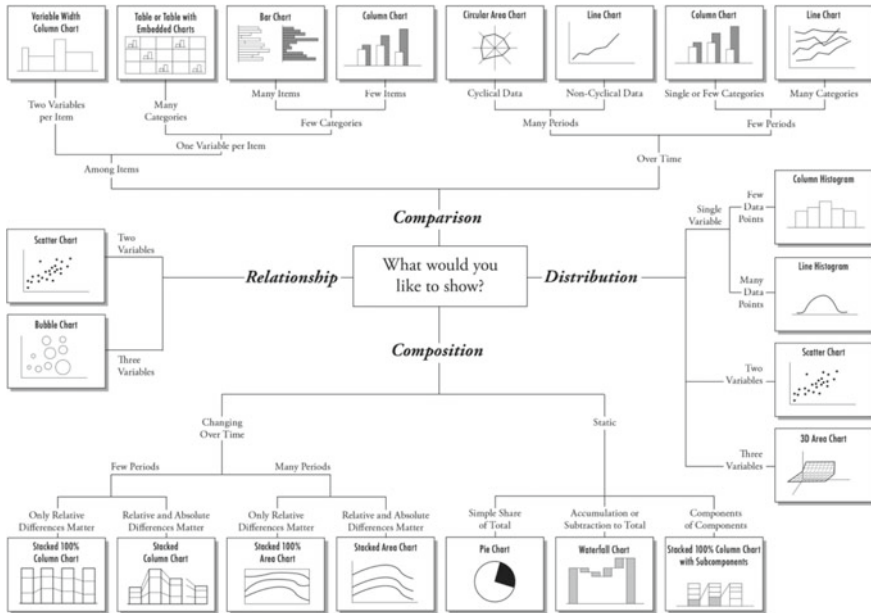 Variable Width
Column Chart
Table or Table with
Embedded Charts
Bar Chart
Column Chart
Circular Area Chart
Line Chart
Column Chart
Line Chart
Many Items
Few Items
Cyclical Data
Non-Cyclical Data
Single or Few Categories
Many Categories
Two Variables
per Item
Many
Categories
Few Categories
Many Periods
Few Periods
One Variable per Item
Over Time
Among Items
Comparison
Relationship
What would you
like to show?
Distribution
Composition
Scatter Chart
Two
Variables
Bubble Chart
Three
Variables
Single
Variable
Few
Data
Points
Column Histogram
Many
Data
Points
Line Histogram
Two
Variables
Scatter Chart
Three
Variables
3D Area Chart
Changing
Over Time
Static
Few Periods
Many Periods
Only Relative
Differences Matter
Relative and Absolute
Differences Matter
Only Relative
Differences Matter
Relative and Absolute
Differences Matter
Simple Share
of Total
Accumulation or
Subtraction to Total
Components
of Components
Stacked 100%
Column Chart
Stacked
Column Chart
Stacked 100%
Area Chart
Stacked Area Chart
Pie Chart
Waterfall Chart
Stacked 100% Column Chart
with Subcomponents